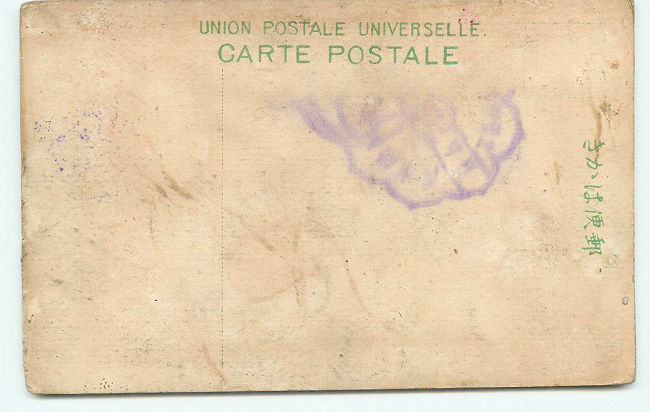 UNION POSTALE UNIVERSELLE.
CARTE POSTALE
郵便はかき